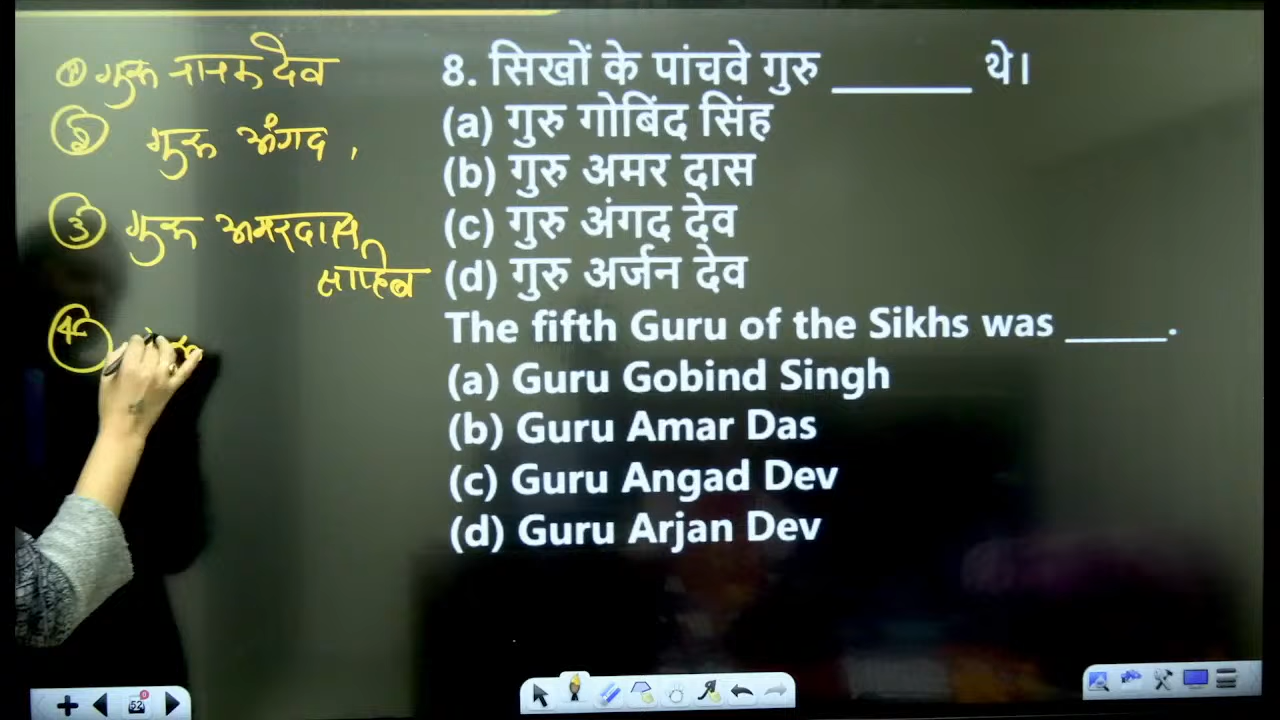 ① गुरु नानक देव
② गुरु अंगद,
③ गुरु अमरदास
साहिब
④
8. सिखों के पांचवे गुरु ______ थे।
(a) गुरु गोबिंद सिंह
(b) गुरु अमर दास
(c) गुरु अंगद देव
(d) गुरु अर्जन देव
The fifth Guru of the Sikhs was _____.
(a) Guru Gobind Singh
(b) Guru Amar Das
(c) Guru Angad Dev
(d) Guru Arjan Dev
52